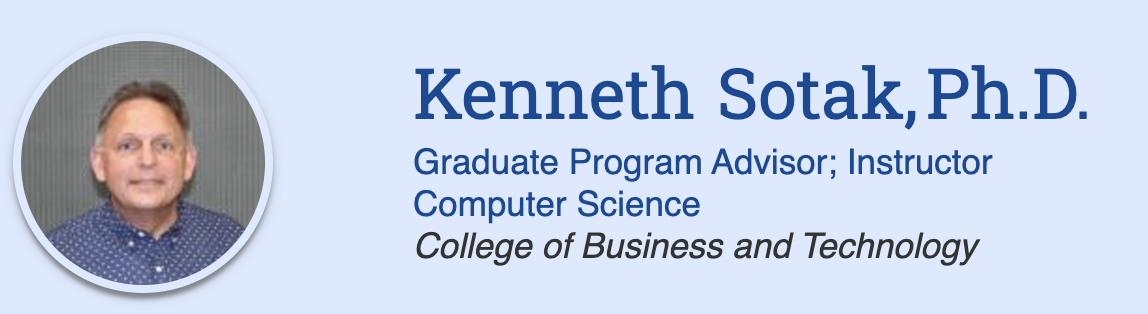 Kenneth Sotak, Ph.D.
Graduate Program Advisor; Instructor
Computer Science
College of Business and Technology